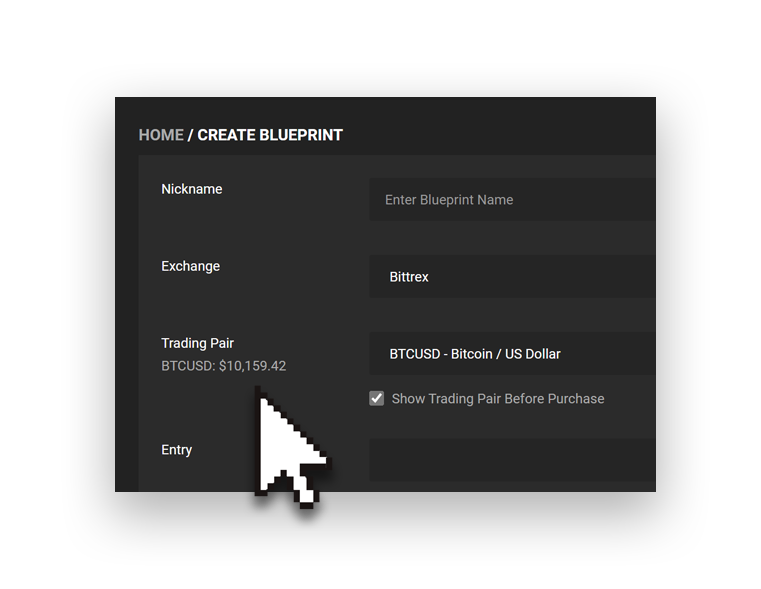 HOME / CREATE BLUEPRINT
Nickname
Enter Blueprint Name
Exchange
Bittrex
Trading Pair
BTCUSD: $10,159.42
BTCUSD - Bitcoin / US Dollar
Show Trading Pair Before Purchase
Entry